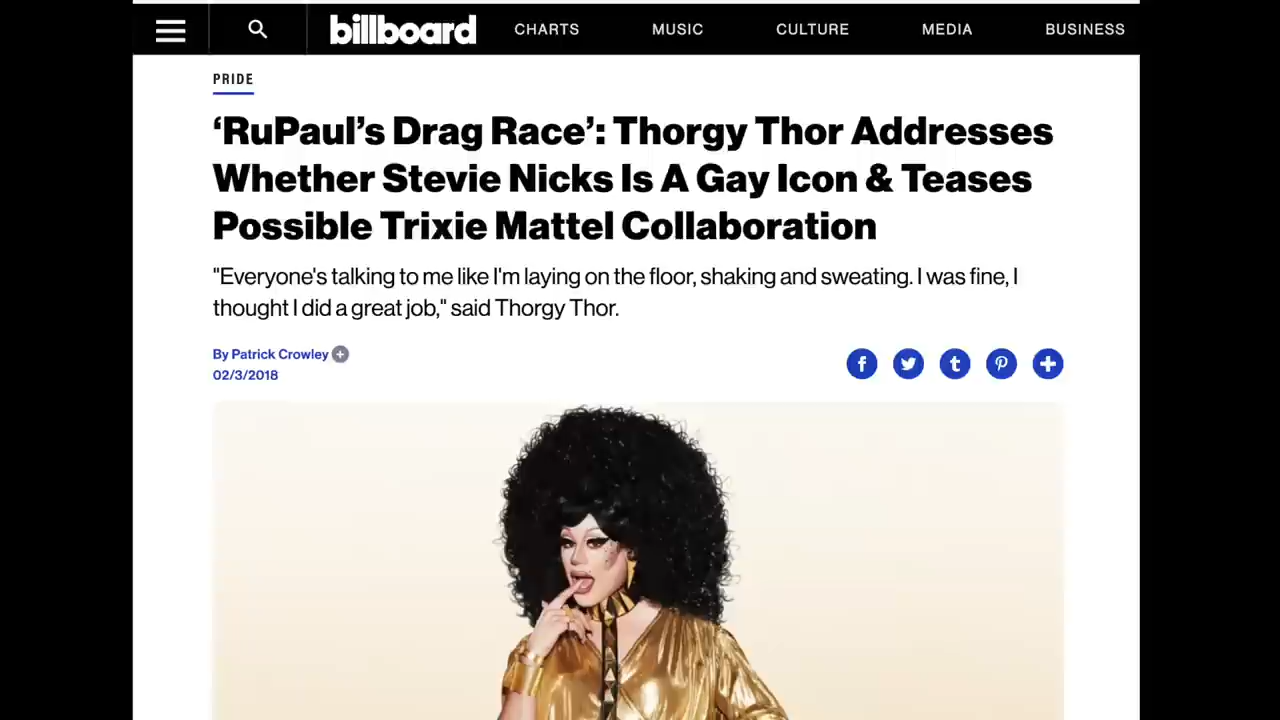 billboard CHARTS MUSIC CULTURE MEDIA BUSINESS
PRIDE
‘RuPaul’s Drag Race’: Thorgy Thor Addresses
Whether Stevie Nicks Is A Gay Icon & Teases
Possible Trixie Mattel Collaboration
"Everyone's talking to me like I'm laying on the floor, shaking and sweating. I was fine, I
thought I did a great job," said Thorgy Thor.
By Patrick Crowley
02/3/2018